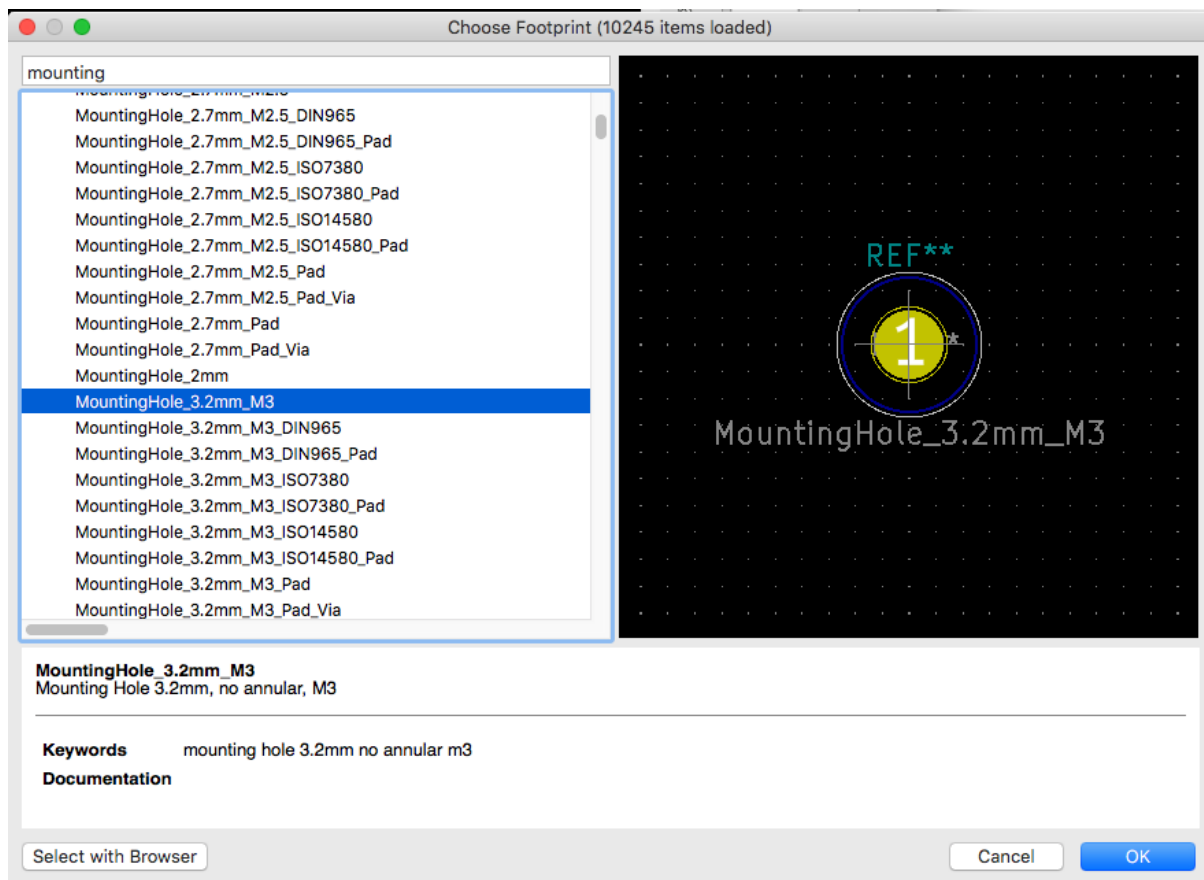 Choose Footprint (10245 items loaded)
mounting
MountingHole_2.7mm_M2.5
MountingHole_2.7mm_M2.5_DIN965
MountingHole_2.7mm_M2.5_DIN965_Pad
MountingHole_2.7mm_M2.5_ISO7380
MountingHole_2.7mm_M2.5_ISO7380_Pad
MountingHole_2.7mm_M2.5_ISO14580
MountingHole_2.7mm_M2.5_ISO14580_Pad
MountingHole_2.7mm_M2.5_Pad
MountingHole_2.7mm_M2.5_Pad_Via
MountingHole_2.7mm_Pad
MountingHole_2.7mm_Pad_Via
MountingHole_2mm
MountingHole_3.2mm_M3
MountingHole_3.2mm_M3_DIN965
MountingHole_3.2mm_M3_DIN965_Pad
MountingHole_3.2mm_M3_ISO7380
MountingHole_3.2mm_M3_ISO7380_Pad
MountingHole_3.2mm_M3_ISO14580
MountingHole_3.2mm_M3_ISO14580_Pad
MountingHole_3.2mm_M3_Pad
MountingHole_3.2mm_M3_Pad_Via
REF**
1
*
MountingHole_3.2mm_M3
MountingHole_3.2mm_M3
Mounting Hole 3.2mm, no annular, M3
Keywords mounting hole 3.2mm no annular m3
Documentation
Select with Browser
Cancel
OK